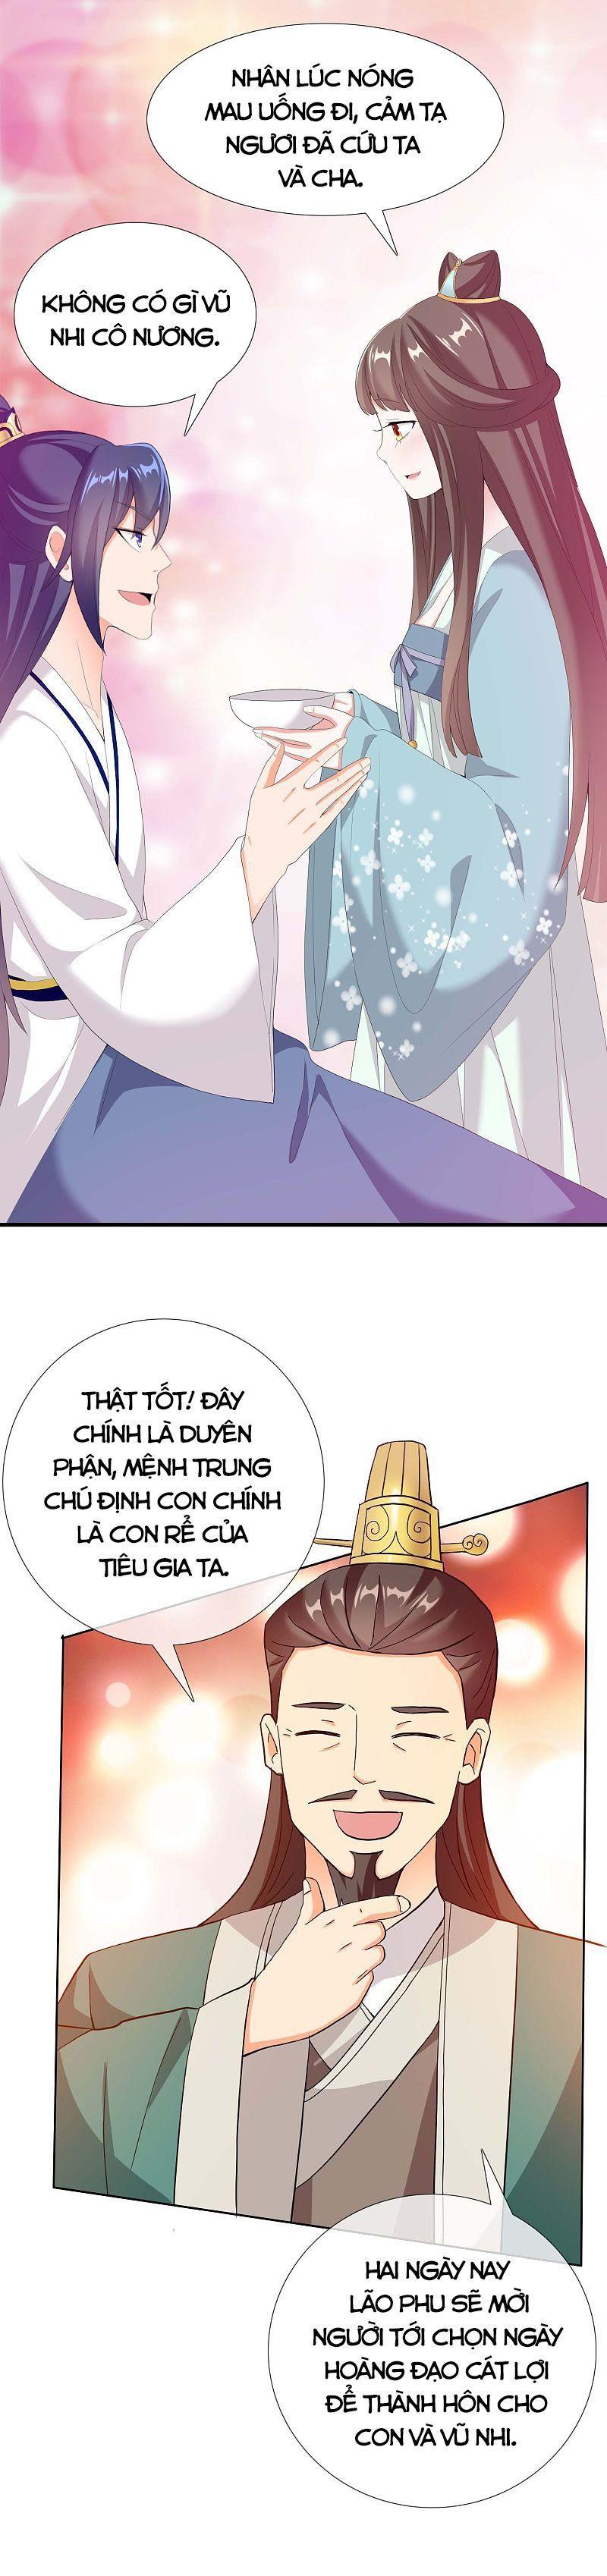 NHÂN LÚC NÓNG
MAU UỐNG ĐI, CẢM TẠ
NGƯƠI ĐÃ CỨU TA
VÀ CHA.
KHÔNG CÓ GÌ VŨ
NHI CÔ NƯƠNG.
THẬT TỐT! ĐÂY
CHÍNH LÀ DUYÊN
PHẬN, MỆNH TRUNG
CHÚ ĐỊNH CON CHÍNH
LÀ CON RỂ CỦA
TIÊU GIA TA.
HAI NGÀY NAY
LÃO PHU SẼ MỜI
NGƯỜI TỚI CHỌN NGÀY
HOÀNG ĐẠO CÁT LỢI
ĐỂ THÀNH HÔN CHO
CON VÀ VŨ NHI.